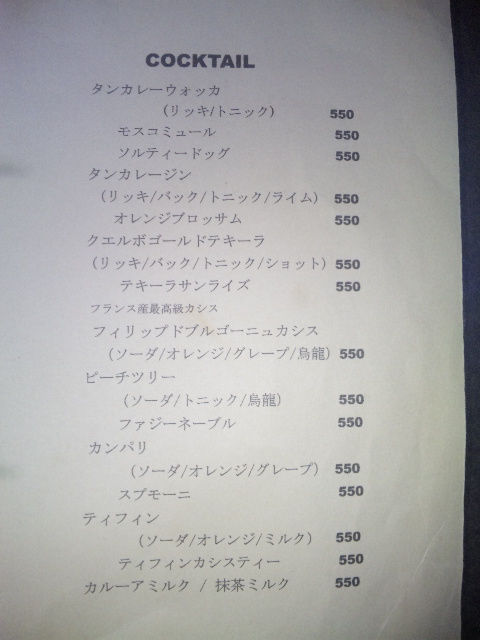 COCKTAIL
タンカレーウォッカ
(リッキ/トニック) 550
モスコミュール 550
ソルティードッグ 550
タンカレージン
(リッキ/バック/トニック/ライム) 550
オレンジブロッサム 550
クエルボゴールドテキーラ
(リッキ/バック/トニック/ショット) 550
テキーラサンライズ 550
フランス産最高級カシス
フィリップドブルゴーニュカシス
(ソーダ/オレンジ/グレープ/烏龍) 550
ピーチツリー
(ソーダ/トニック/烏龍) 550
ファジーネーブル 550
カンパリ
(ソーダ/オレンジ/グレープ) 550
スプモーニ 550
ティフィン
(ソーダ/オレンジ/ミルク) 550
ティフィンカシスティー 550
カルーアミルク / 抹茶ミルク 550